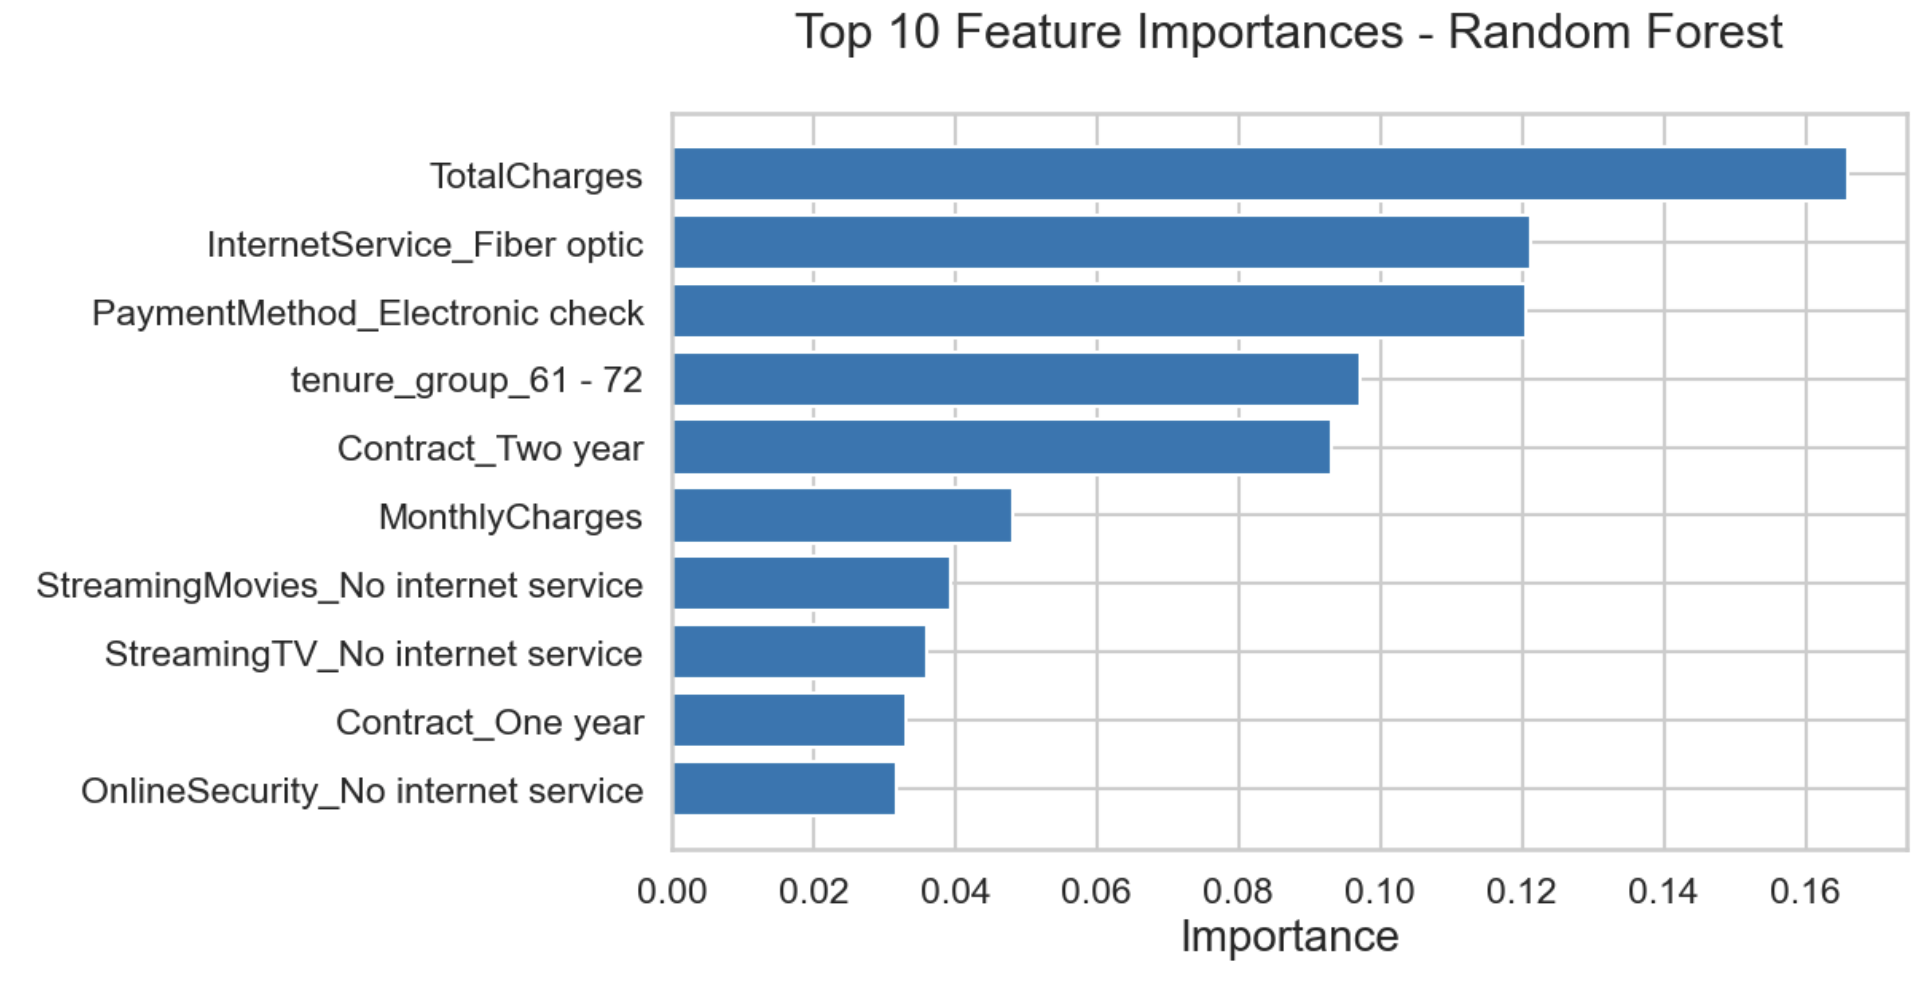 Top 10 Feature Importances - Random Forest
TotalCharges
InternetService_Fiber optic
PaymentMethod_Electronic check
tenure_group_61 - 72
Contract_Two year
MonthlyCharges
StreamingMovies_No internet service
StreamingTV_No internet service
Contract_One year
OnlineSecurity_No internet service
0.00 0.02 0.04 0.06 0.08 0.10 0.12 0.14 0.16
Importance